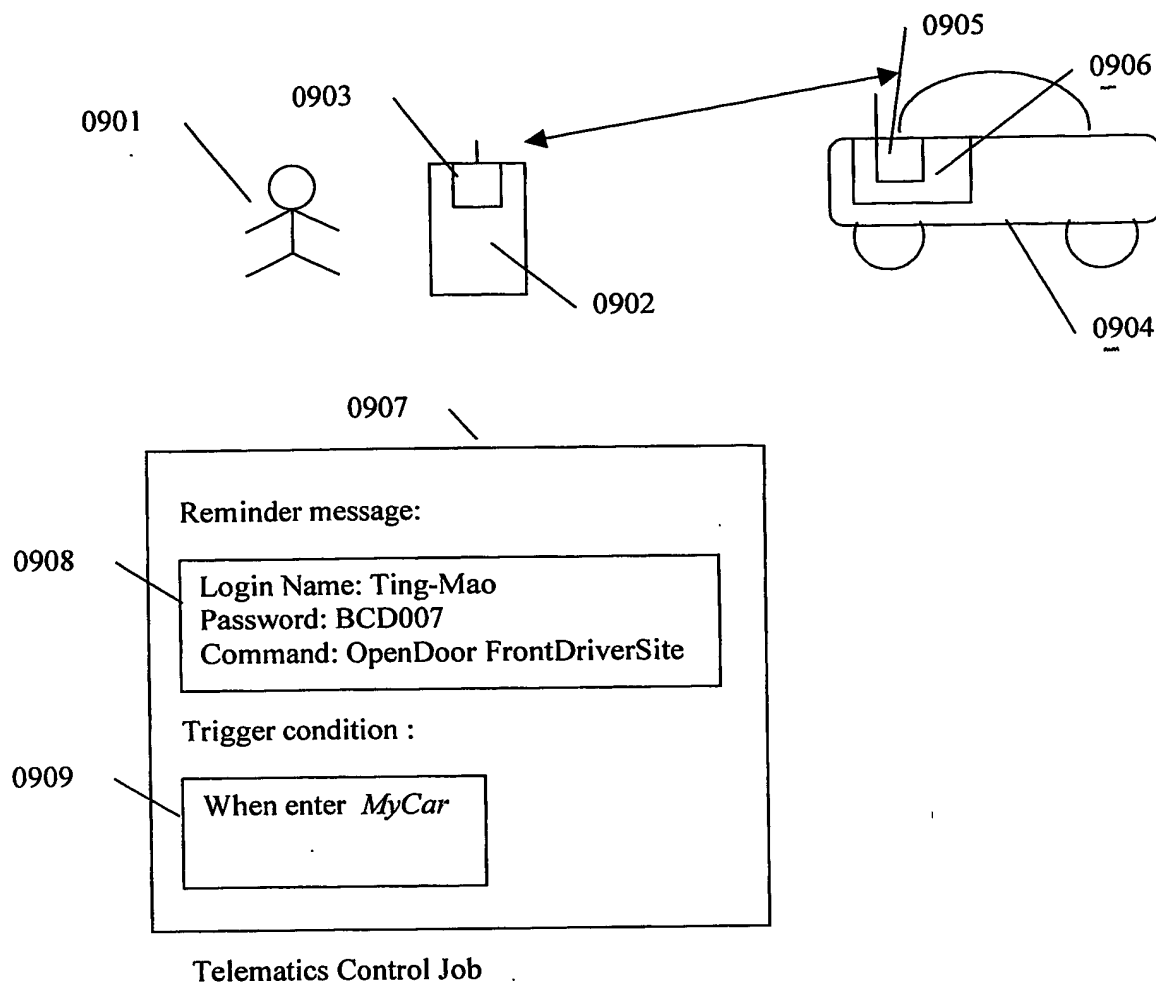 0905
0906
0903
0901
0902
0904
0907
Reminder message:
0908
Login Name: Ting-Mao
Password: BCD007
Command: OpenDoor FrontDriverSite
Trigger condition :
0909
When enter MyCar
Telematics Control Job